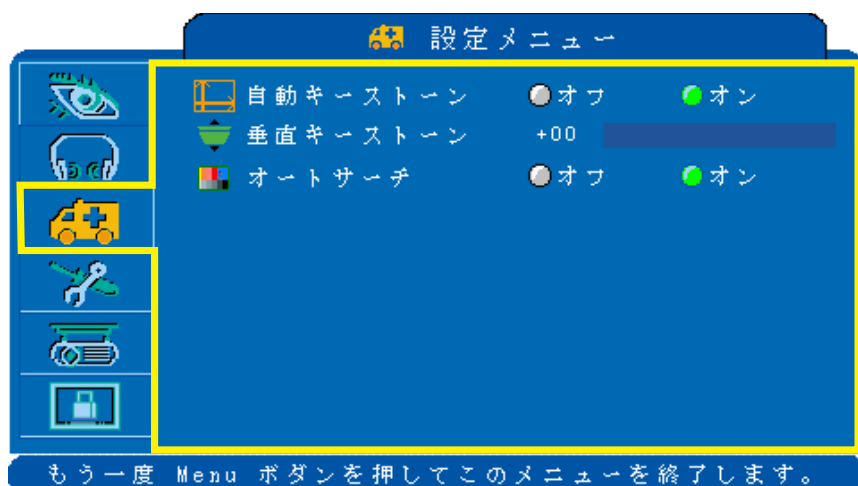 設定メニュー
自動キーストーン オフ オン
垂直キーストーン +00
オートサーチ オフ オン
もう一度 Menu ボダンを押してこのメニューを終了します。